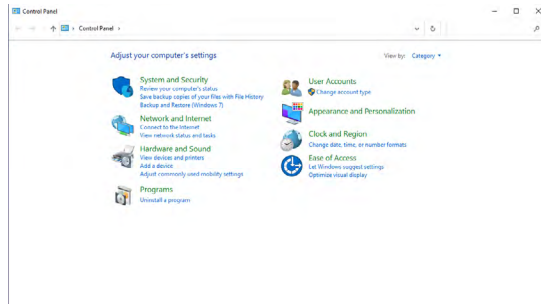 Control Panel
Control Panel
Adjust your computer's settings
View by: Category
System and Security
Review your computer's status
Save backup copies of your files with File History
Backup and Restore (Windows 7)
Network and Internet
Connect to the Internet
View network status and tasks
Hardware and Sound
View devices and printers
Add a device
Adjust commonly used mobility settings
Programs
Uninstall a program
User Accounts
Change account type
Appearance and Personalization
Clock and Region
Change date, time, or number formats
Ease of Access
Let Windows suggest settings
Optimize visual display